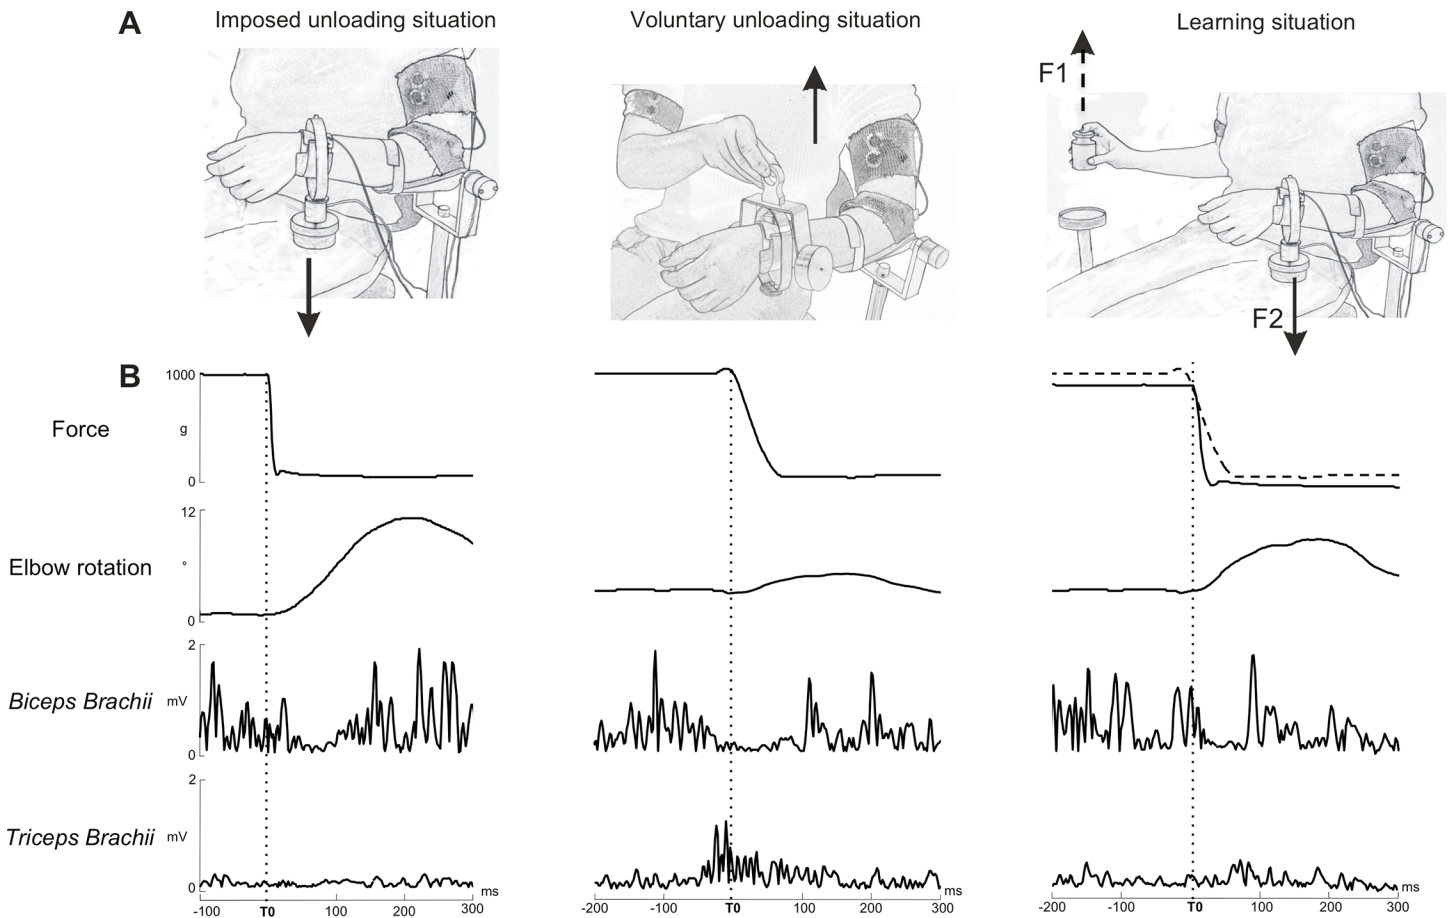 A
Imposed unloading situation
Voluntary unloading situation
Learning situation
F1
F2
B
Force
1000
g
0
Elbow rotation
12
°
0
Biceps Brachii
2
mV
0
Triceps Brachii
2
mV
0
-100 T0 100 200 300 ms
-200 -100 T0 100 200 300 ms
-200 -100 T0 100 200 300 ms